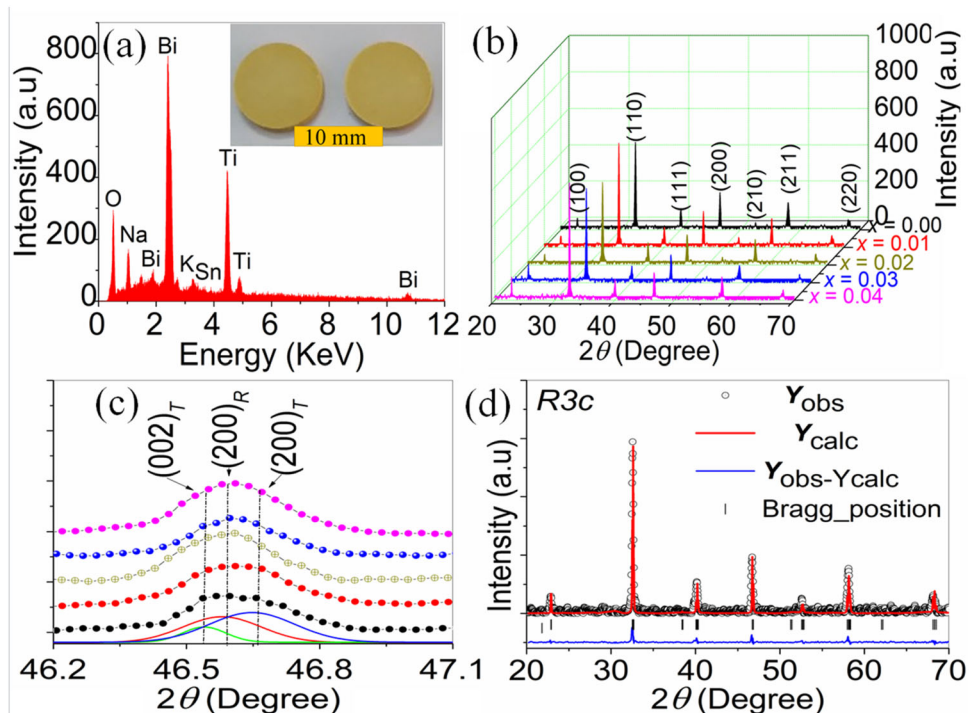 (a)
Intensity (a.u)
800
600
400
200
0
Bi
O
Na
Bi
K
Sn
Ti
Ti
Bi
10 mm
0 2 4 6 8 10 12
Energy (KeV)
(b)
1000
800
600
400
200
0
Intensity (a.u)
(100)
(110)
(111)
(200)
(210)
(211)
(220)
x = 0.00
x = 0.01
x = 0.02
x = 0.03
x = 0.04
20 30 40 50 60 70
2θ (Degree)
(c)
(002)T
(200)R
(200)T
46.2 46.5 46.8 47.1
2θ (Degree)
(d)
R3c
Yobs
Ycalc
Yobs-Ycalc
Bragg_position
Intensity (a.u)
20 30 40 50 60 70
2θ (Degree)